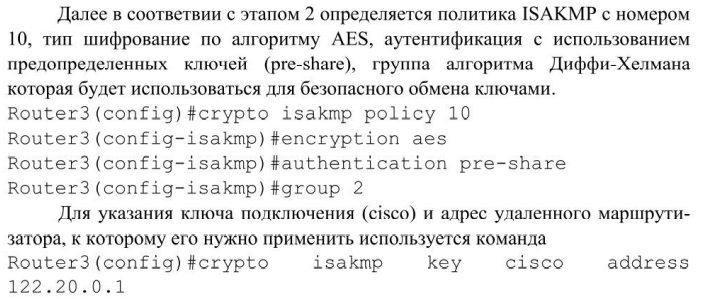 Далее в соответвии с этапом 2 определяется политика ISAKMP с номером
10, тип шифрование по алгоритму AES, аутентификация с использованием
предопределенных ключей (pre-share), группа алгоритма Диффи-Хелмана
которая будет использоваться для безопасного обмена ключами.
Router3(config)#crypto isakmp policy 10
Router3(config-isakmp)#encryption aes
Router3(config-isakmp)#authentication pre-share
Router3(config-isakmp)#group 2
Для указания ключа подключения (cisco) и адрес удаленного маршрути-
затора, к которому его нужно применить используется команда
Router3(config)#crypto isakmp key cisco address
122.20.0.1